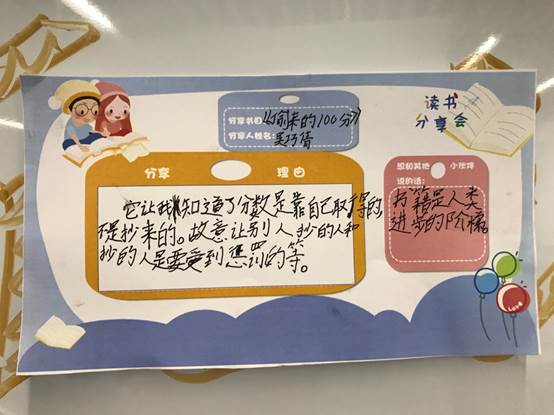 读书
分享会
分享书目《偷来的100分》
分享人姓名:吴巧倩
分享 理由
它让我知道了分数是靠自己取得的
不是抄来的。故意让别人抄的人和
抄的人是要受到惩罚的等。
想和其他小伙伴
说的话:
书籍是人类
进步的阶梯。